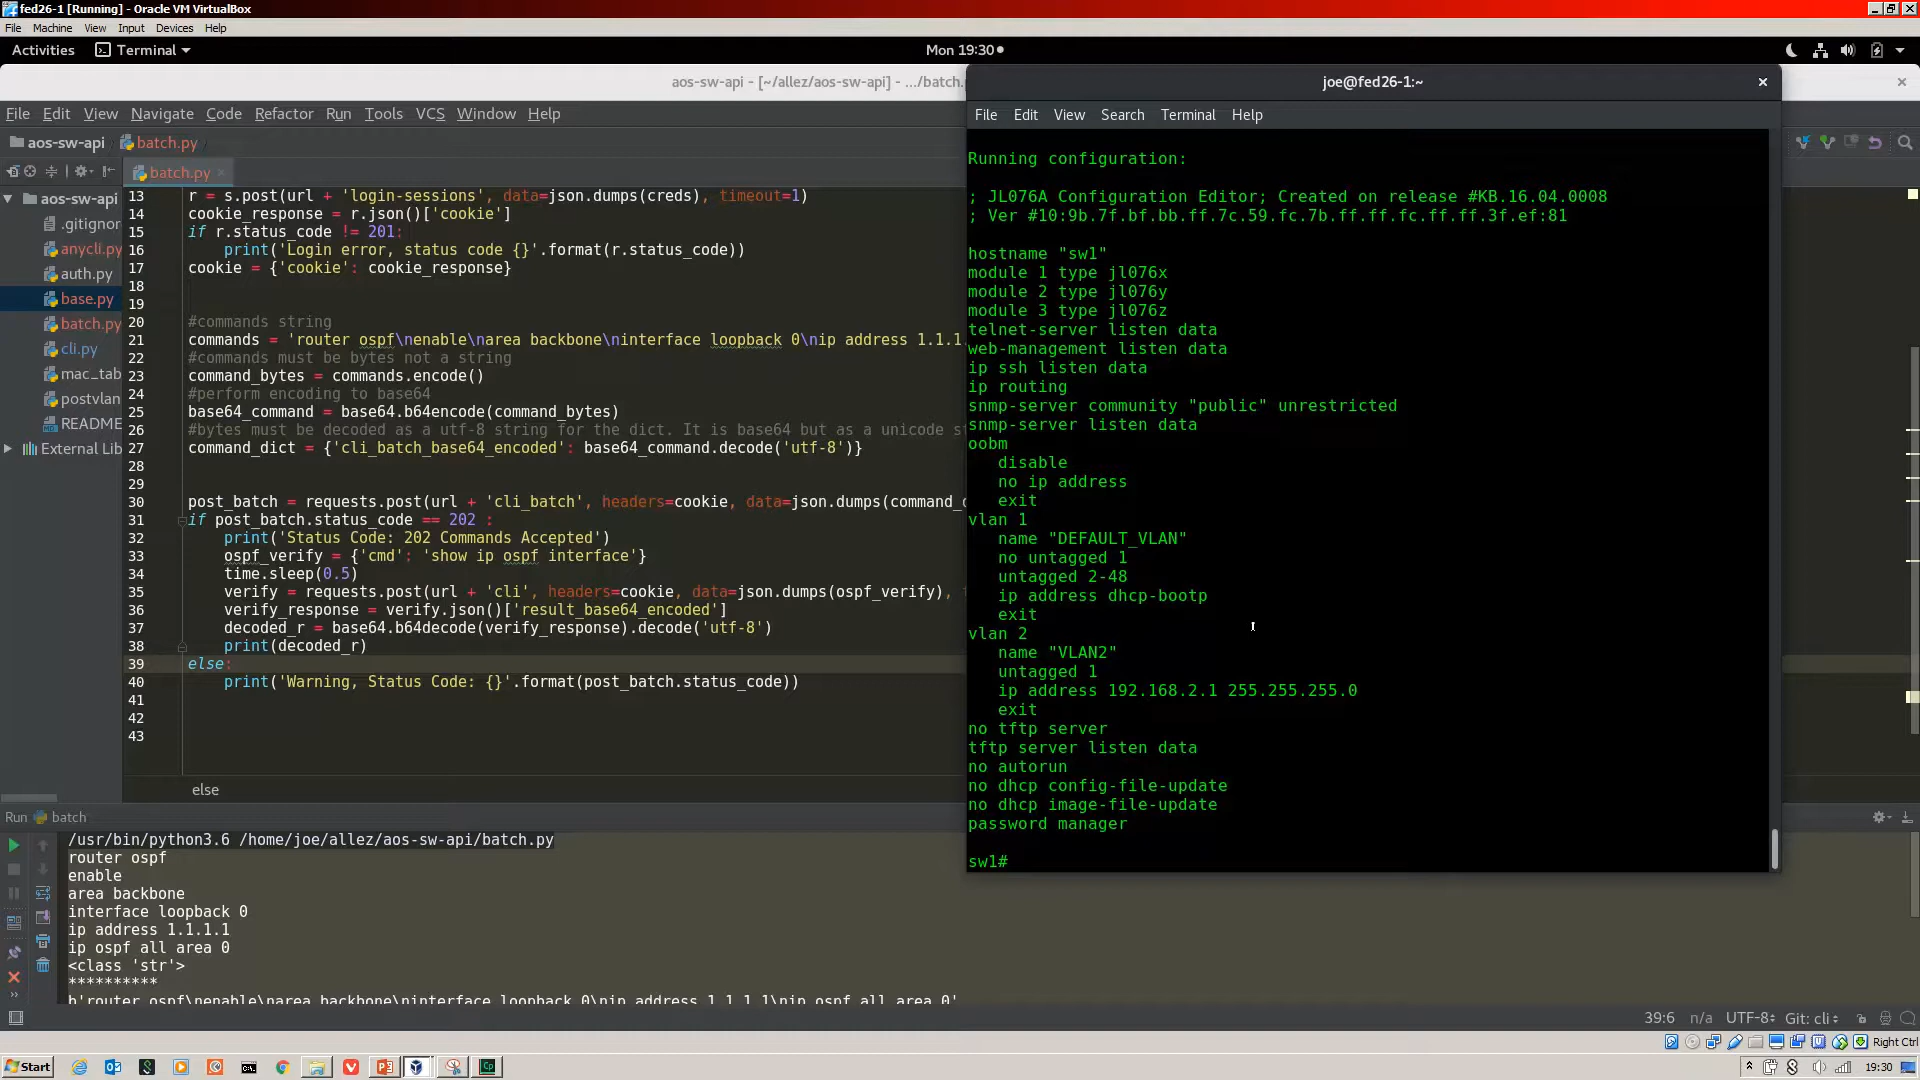 fed26-1 [Running] - Oracle VM VirtualBox
File Machine View Input Devices Help
Activities Terminal Mon 19:30
aos-sw-api - [~/allez/aos-sw-api] - .../batch.
File Edit View Navigate Code Refactor Run Tools VCS Window Help
aos-sw-api batch.py
batch.py
aos-sw-api
.gitignor
anycli.py
auth.py
base.py
batch.py
cli.py
mac_tab
postvlan
README
External Lib
13 r = s.post(url + 'login-sessions', data=json.dumps(creds), timeout=1)
14 cookie_response = r.json()['cookie']
15 if r.status_code != 201:
16 print('Login error, status code {}'.format(r.status_code))
17 cookie = {'cookie': cookie_response}
18
19
20 #commands string
21 commands = 'router ospf\nenable\narea backbone\ninterface loopback 0\nip address 1.1.1.
22 #commands must be bytes not a string
23 command_bytes = commands.encode()
24 #perform encoding to base64
25 base64_command = base64.b64encode(command_bytes)
26 #bytes must be decoded as a utf-8 string for the dict. It is base64 but as a unicode s
27 command_dict = {'cli_batch_base64_encoded': base64_command.decode('utf-8')}
28
29
30 post_batch = requests.post(url + 'cli_batch', headers=cookie, data=json.dumps(command_d
31 if post_batch.status_code == 202 :
32 print('Status Code: 202 Commands Accepted')
33 ospf_verify = {'cmd': 'show ip ospf interface'}
34 time.sleep(0.5)
35 verify = requests.post(url + 'cli', headers=cookie, data=json.dumps(ospf_verify),
36 verify_response = verify.json()['result_base64_encoded']
37 decoded_r = base64.b64decode(verify_response).decode('utf-8')
38 print(decoded_r)
39 else:
40 print('Warning, Status Code: {}'.format(post_batch.status_code))
41
42
43
else
Run batch
/usr/bin/python3.6 /home/joe/allez/aos-sw-api/batch.py
router ospf
enable
area backbone
interface loopback 0
ip address 1.1.1.1
ip ospf all area 0
<class 'str'>
**********
b'router ospf\nenable\narea backbone\ninterface loopback 0\nip address 1.1.1.1\nip ospf all area 0'
joe@fed26-1:~
File Edit View Search Terminal Help
Running configuration:
; JL076A Configuration Editor; Created on release #KB.16.04.0008
; Ver #10:9b.7f.bf.bb.ff.7c.59.fc.7b.ff.ff.fc.ff.ff.3f.ef:81
hostname "sw1"
module 1 type jl076x
module 2 type jl076y
module 3 type jl076z
telnet-server listen data
web-management listen data
ip ssh listen data
ip routing
snmp-server community "public" unrestricted
snmp-server listen data
oobm
disable
no ip address
exit
vlan 1
name "DEFAULT_VLAN"
no untagged 1
untagged 2-48
ip address dhcp-bootp
exit
vlan 2
name "VLAN2"
untagged 1
ip address 192.168.2.1 255.255.255.0
exit
no tftp server
tftp server listen data
no autorun
no dhcp config-file-update
no dhcp image-file-update
password manager
sw1#
39:6 n/a UTF-8 Git: cli
Right Ctrl
Start 19:30